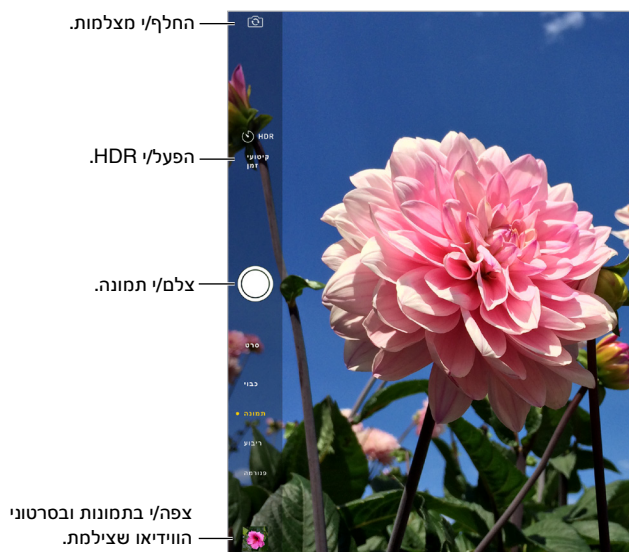 החלף/י מצלמות.
HDR
הפעל/י HDR.
קיטועי
זמן
צלם/י תמונה.
סרט
כבוי
תמונה
ריבוע
פנורמה
צפה/י בתמונות ובסרטוני
הווידיאו שצילמת.